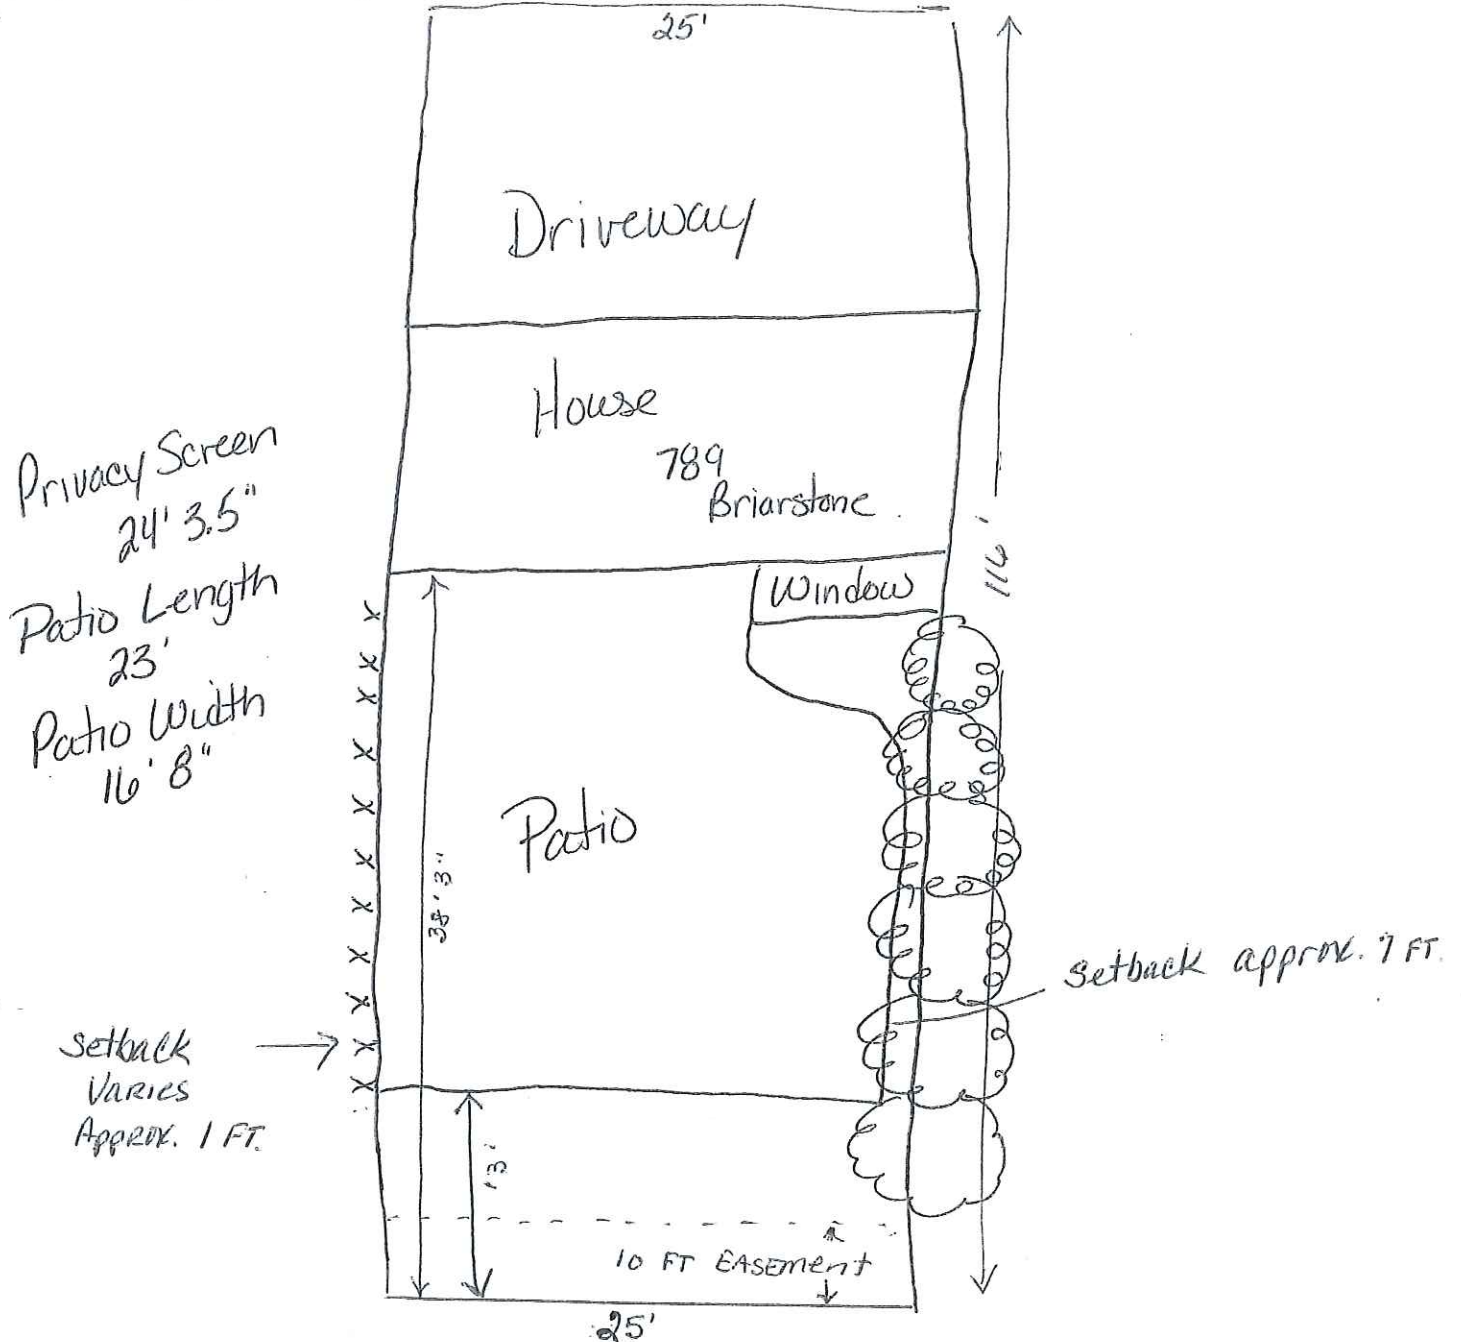 25'
Driveway
House
789
Briarstone
116'
Privacy Screen
24' 3.5"
Patio Length
23'
Patio Width
16' 8"
Window
Patio
38' 3"
Setback approx. 7 FT.
Setback
Varies
Approx. 1 FT.
13'
10 FT Easement
25'